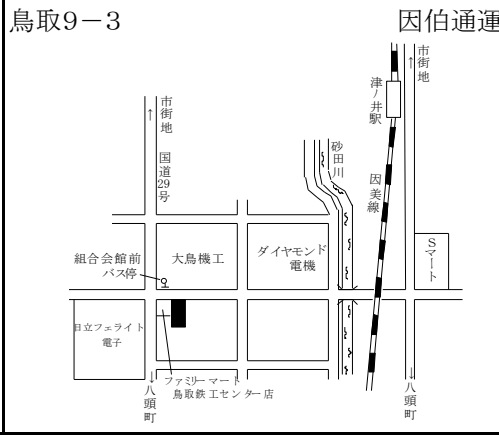 鳥取9−3
因伯通運
↑市街地
国道29号
↑市街地
津ノ井駅
砂田川
因美線
Sマート
組合会館前
バス停
大鳥機工
ダイヤモンド
電機
日立フェライト
電子
ファミリーマート
鳥取鉄工センター店
↓八頭町
↓八頭町